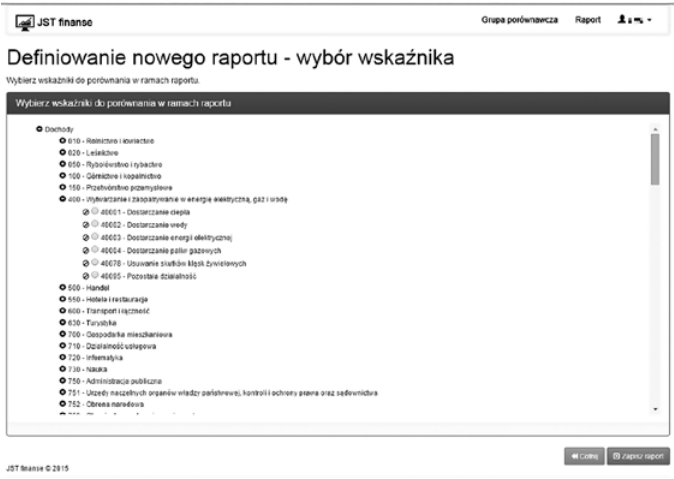 JST finanse
Grupa porównawcza Raport
Definiowanie nowego raportu - wybór wskaźnika
Wybierz wskaźniki do porównania w ramach raportu.
Wybierz wskaźniki do porównania w ramach raportu
Dochody
010 - Rolnictwo i łowiectwo
020 - Leśnictwo
050 - Rybołówstwo i rybactwo
100 - Górnictwo i kopalnictwo
150 - Przetwórstwo przemysłowe
400 - Wytwarzanie i zaopatrywanie w energię elektryczną, gaz i wodę
40001 - Dostarczanie ciepła
40002 - Dostarczanie wody
40003 - Dostarczanie energii elektrycznej
40004 - Dostarczanie paliw gazowych
40078 - Usuwanie skutków klęsk żywiołowych
40095 - Pozostała działalność
500 - Handel
550 - Hotele i restauracje
600 - Transport i łączność
630 - Turystyka
700 - Gospodarka mieszkaniowa
710 - Działalność usługowa
720 - Informatyka
730 - Nauka
750 - Administracja publiczna
751 - Urzędy naczelnych organów władzy państwowej, kontroli i ochrony prawa oraz sądownictwa
752 - Obrona narodowa
Cofnij Zapisz raport
JST finanse © 2015